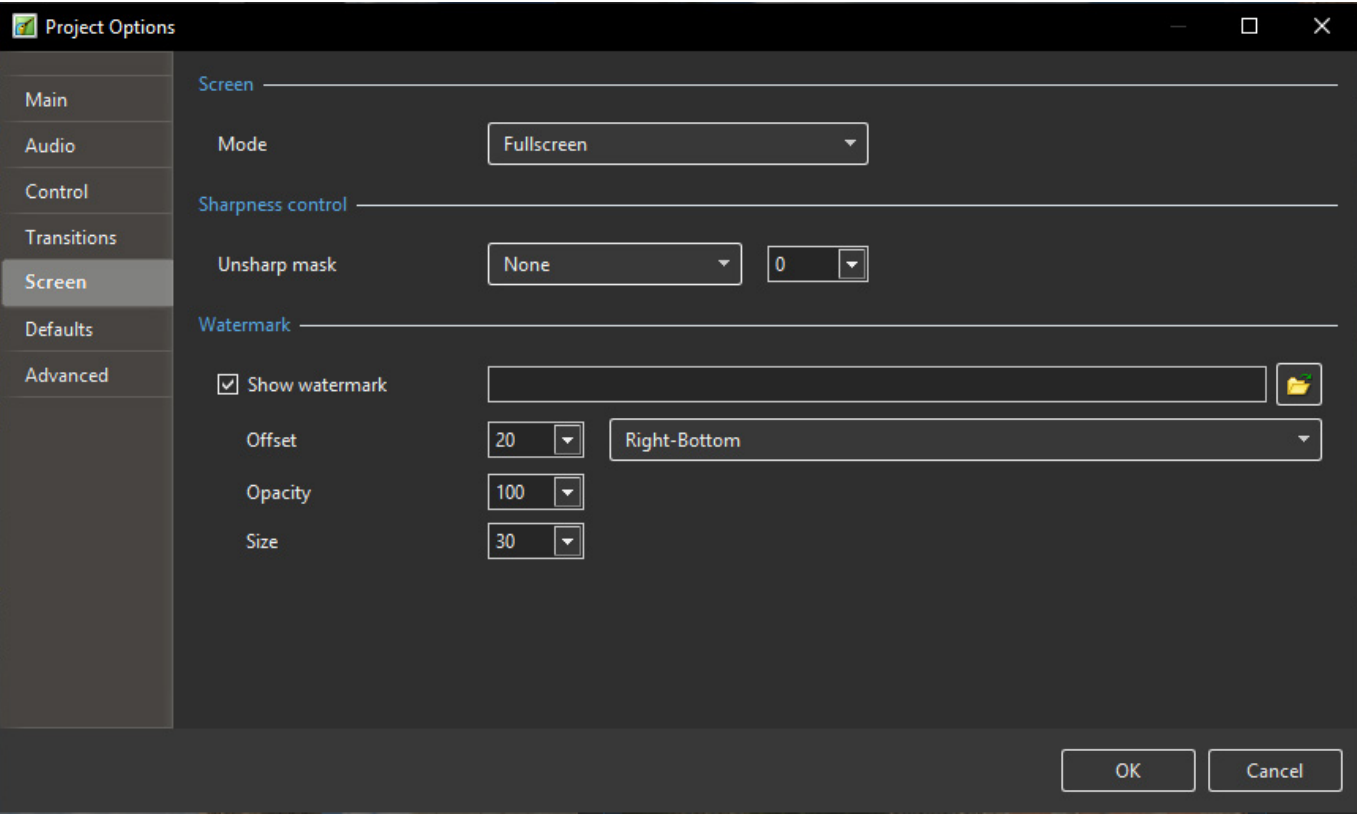 Project Options
Main
Audio
Control
Transitions
Screen
Defaults
Advanced
Screen
Mode Fullscreen
Sharpness control
Unsharp mask None 0
Watermark
Show watermark
Offset 20 Right-Bottom
Opacity 100
Size 30
OK Cancel